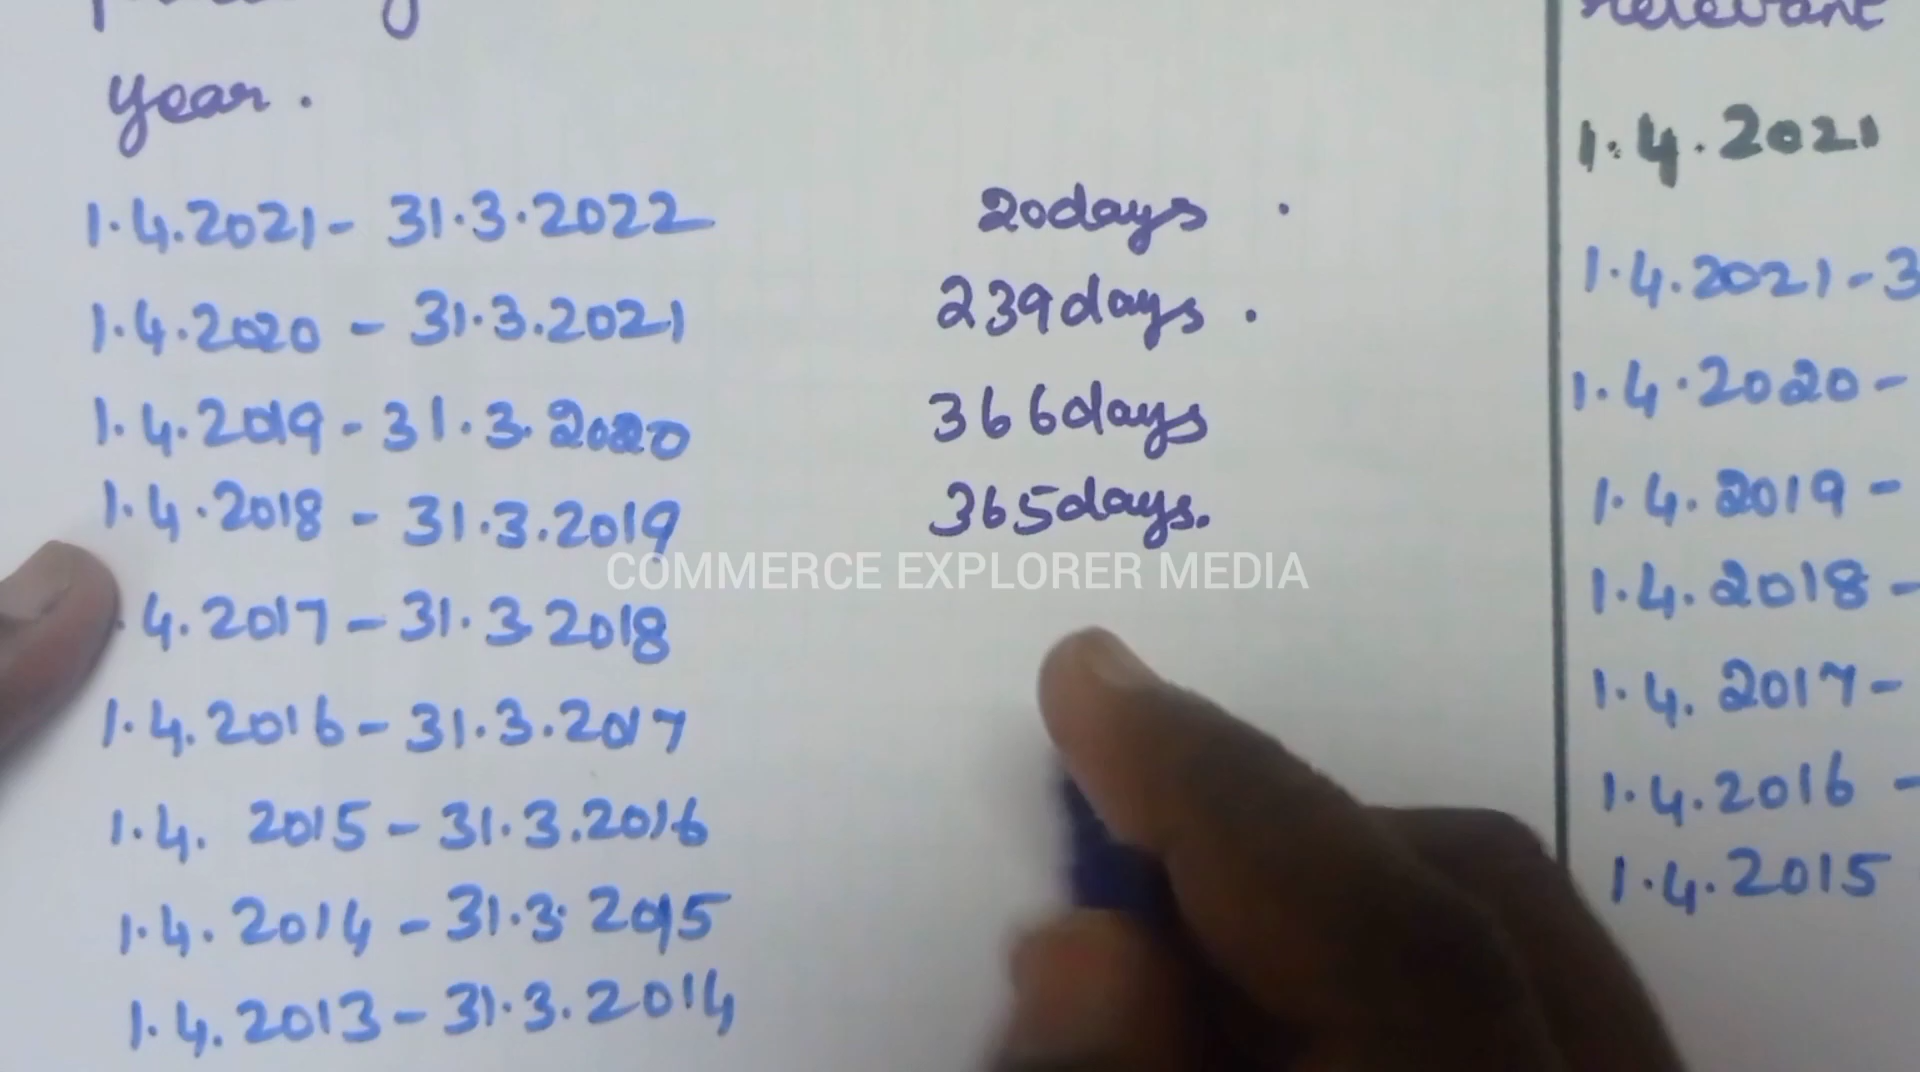 year.
1.4.2021 - 31.3.2022 20days.
1.4.2020 - 31.3.2021 239days.
1.4.2019 - 31.3.2020 366days
1.4.2018 - 31.3.2019 365days.
4.2017 - 31.3 2018
1.4.2016 - 31.3.2017
1.4. 2015 - 31.3.2016
1.4. 2014 - 31.3. 2015
1.4. 2013 - 31.3. 2014
COMMERCE EXPLORER MEDIA
Relevant
1.4.2021
1.4.2021 - 3
1.4.2020 -
1.4.2019 -
1.4.2018 -
1.4.2017 -
1.4.2016 -
1.4.2015